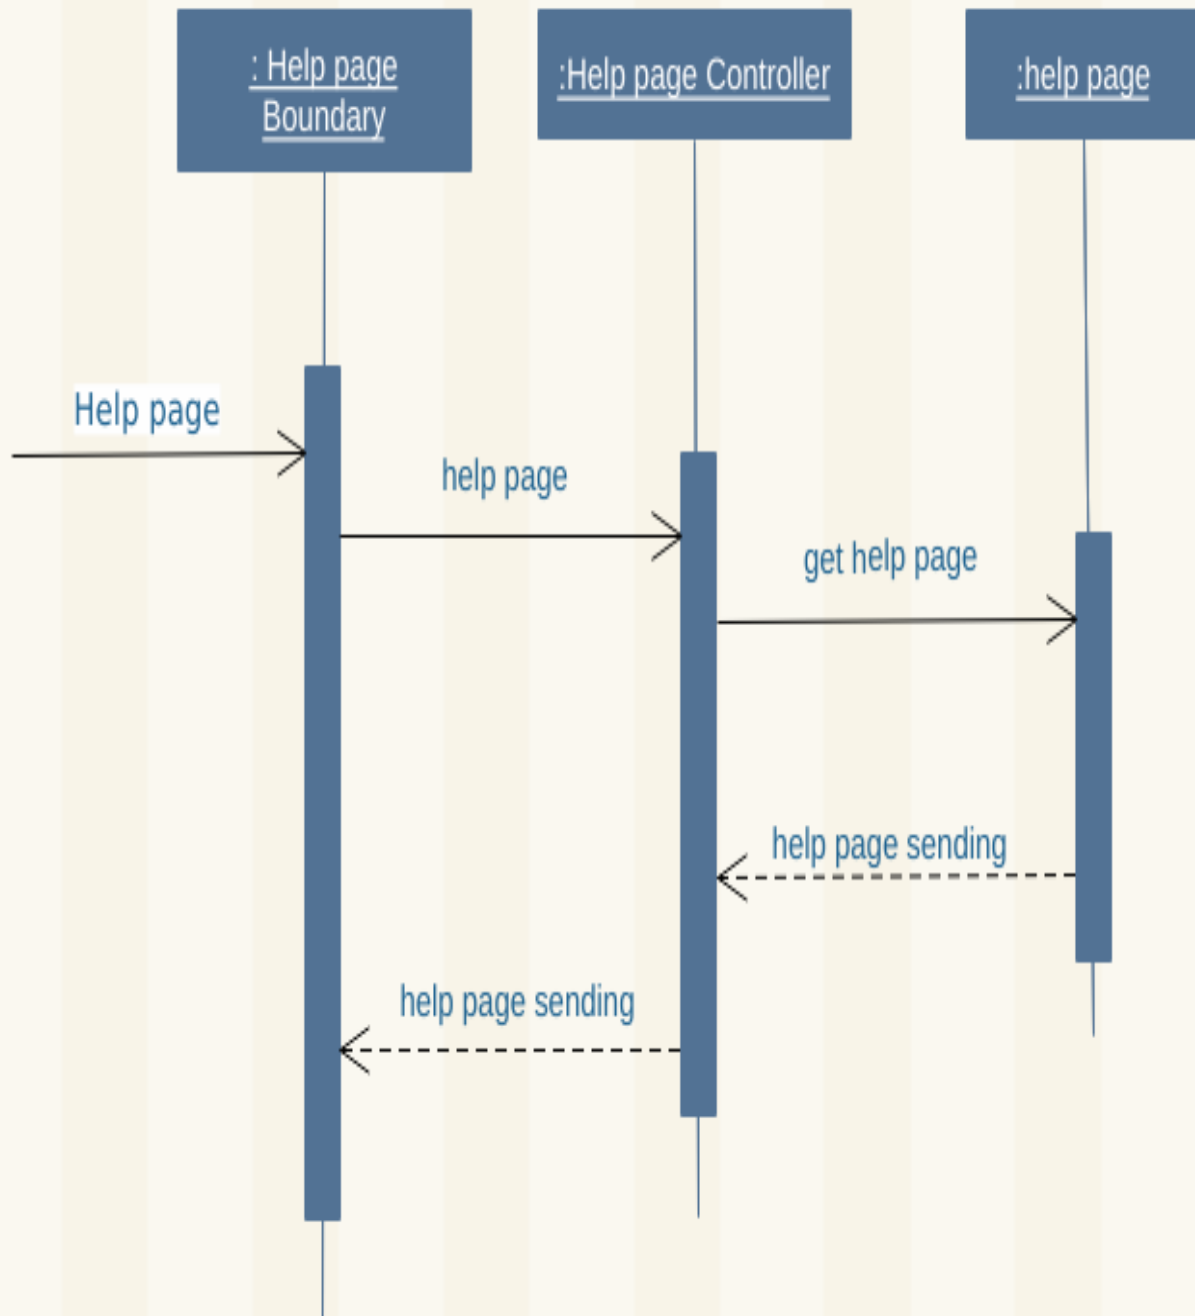 : Help page
Boundary
:Help page Controller
:help page
Help page
help page
get help page
help page sending
help page sending